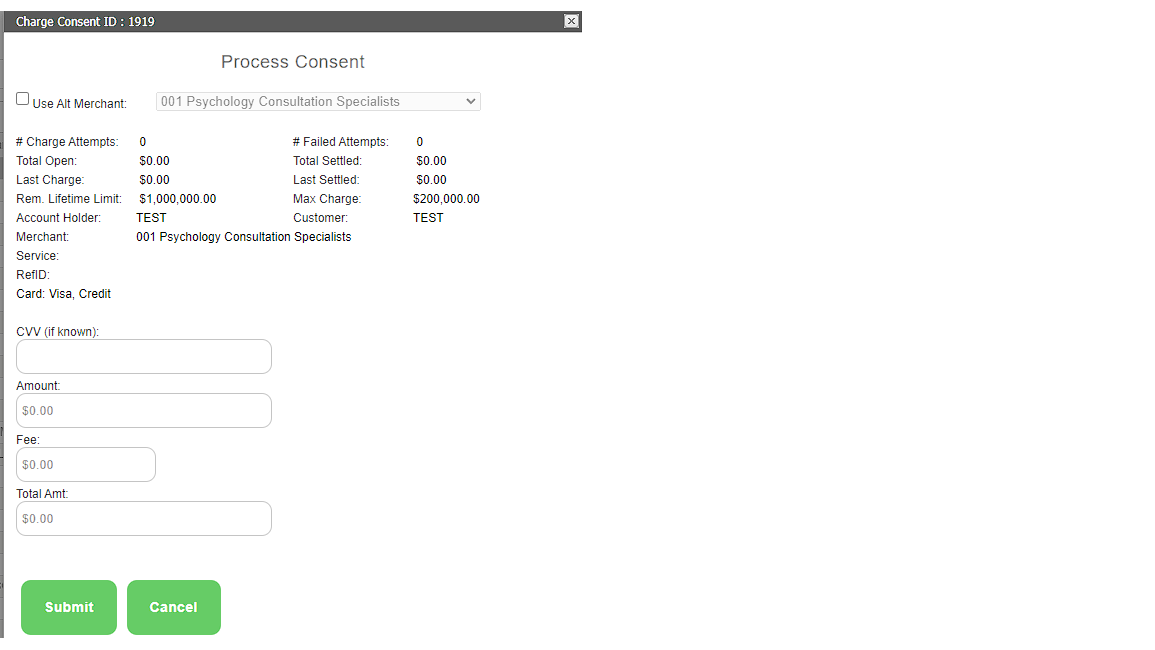 Charge Consent ID : 1919
Process Consent
Use Alt Merchant: 001 Psychology Consultation Specialists
# Charge Attempts: 0 # Failed Attempts: 0
Total Open: $0.00 Total Settled: $0.00
Last Charge: $0.00 Last Settled: $0.00
Rem. Lifetime Limit: $1,000,000.00 Max Charge: $200,000.00
Account Holder: TEST Customer: TEST
Merchant: 001 Psychology Consultation Specialists
Service:
RefID:
Card: Visa, Credit
CVV (if known):
Amount:
$0.00
Fee:
$0.00
Total Amt:
$0.00
Submit Cancel